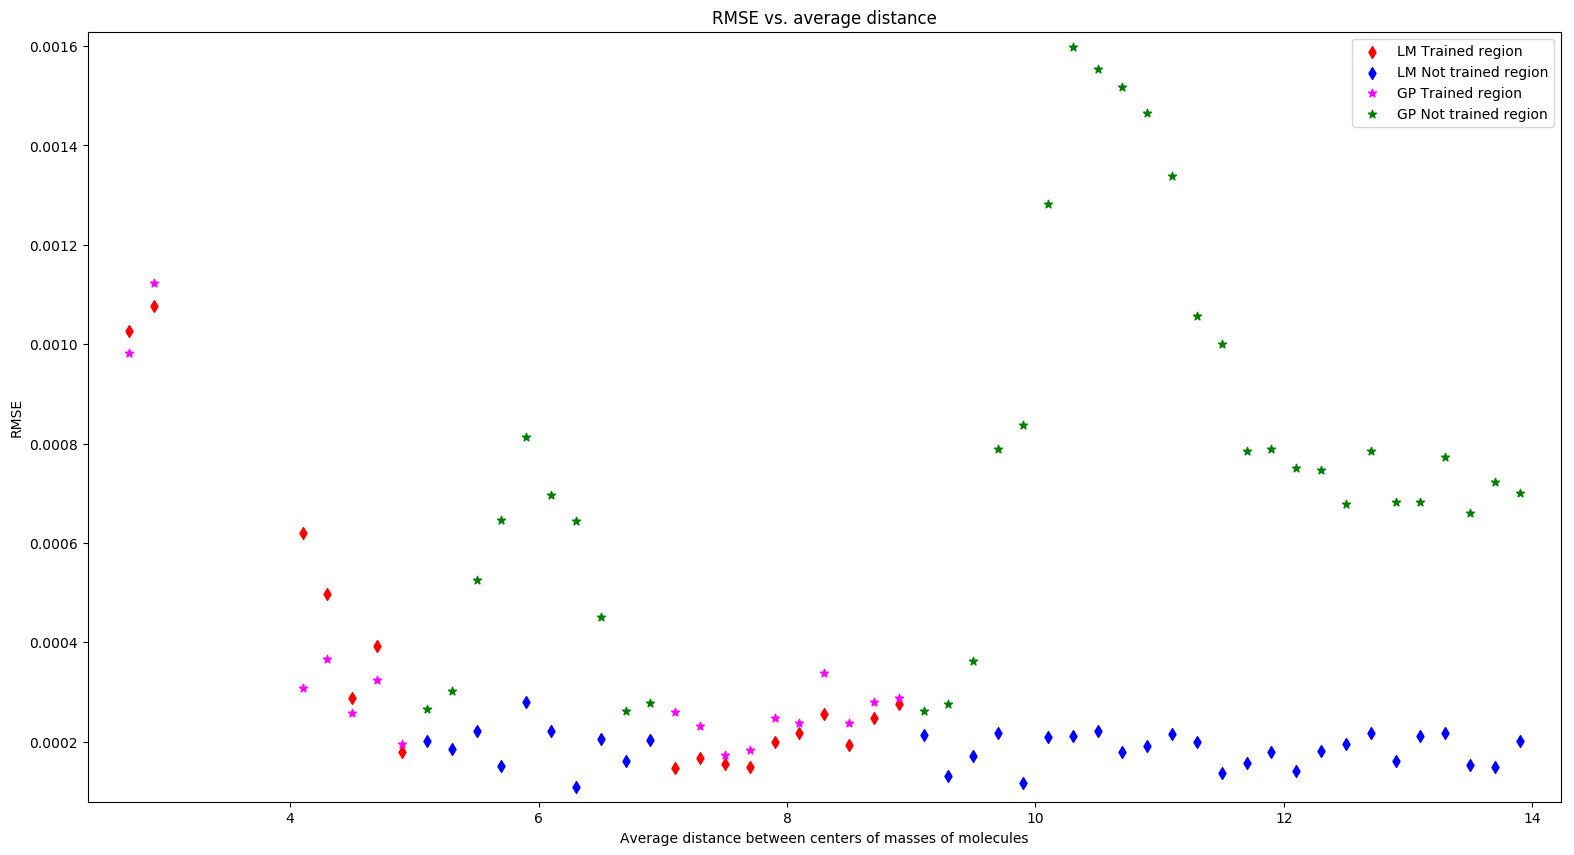 RMSE vs. average distance
0.0016
0.0014
0.0012
0.0010
0.0008
0.0006
0.0004
0.0002
RMSE
LM Trained region
LM Not trained region
GP Trained region
GP Not trained region
4 6 8 10 12 14
Average distance between centers of masses of molecules